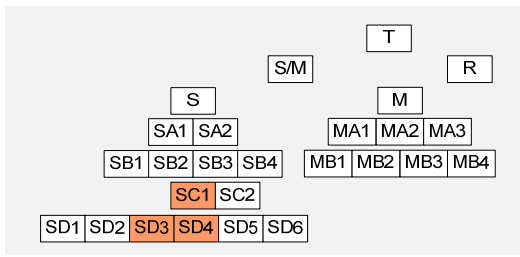 T
S/M R
S M
SA1 SA2 MA1 MA2 MA3
SB1 SB2 SB3 SB4 MB1 MB2 MB3 MB4
SC1 SC2
SD1 SD2 SD3 SD4 SD5 SD6